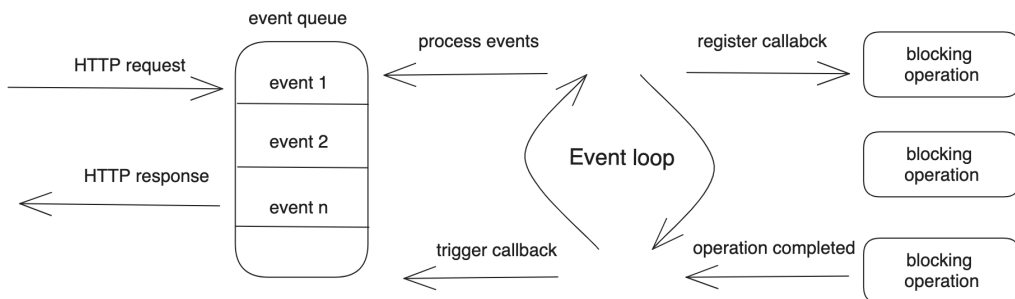 event queue
process events
register callabck
blocking
operation
HTTP request
event 1
event 2
Event loop
blocking
operation
HTTP response
event n
trigger callback
operation completed
blocking
operation